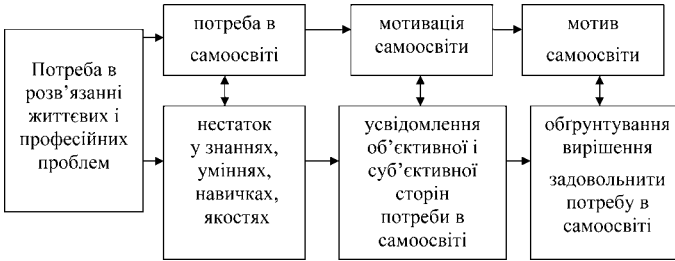 Потреба в
розв’язанні
життєвих і
професійних
проблем
потреба в
самоосвіті
мотивація
самоосвіти
мотив
самоосвіти
нестаток
у знаннях,
уміннях,
навичках,
якостях
усвідомлення
об’єктивної і
суб’єктивної
сторін
потреби в
самоосвіті
обґрунтування
вирішення
задовольнити
потребу в
самоосвіті